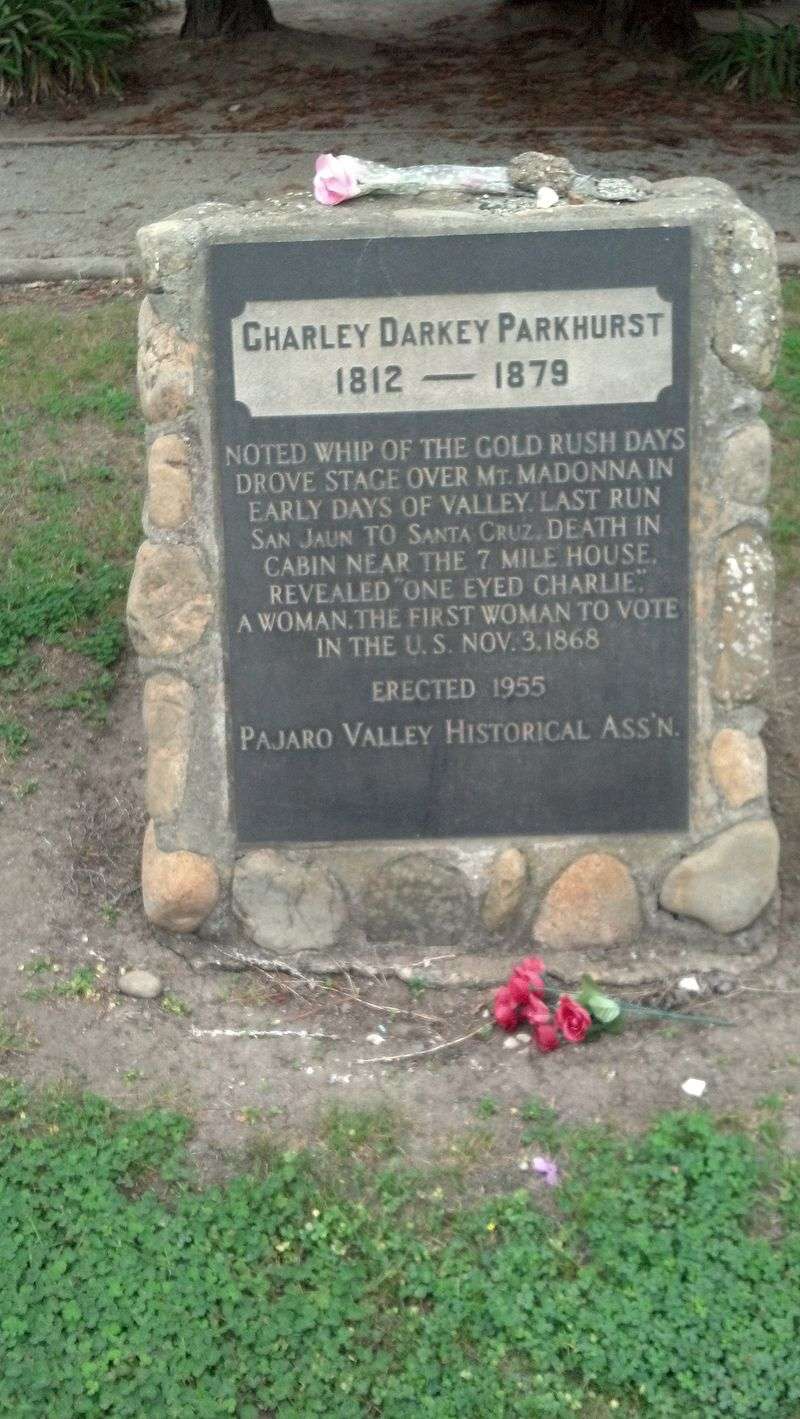 CHARLEY DARKEY PARKHURST
1812 — 1879
NOTED WHIP OF THE GOLD RUSH DAYS
DROVE STAGE OVER MT. MADONNA IN
EARLY DAYS OF VALLEY. LAST RUN
SAN JAUN TO SANTA CRUZ. DEATH IN
CABIN NEAR THE 7 MILE HOUSE.
REVEALED "ONE EYED CHARLIE",
A WOMAN. THE FIRST WOMAN TO VOTE
IN THE U. S. NOV. 3. 1868
ERECTED 1955
PAJARO VALLEY HISTORICAL ASS'N.